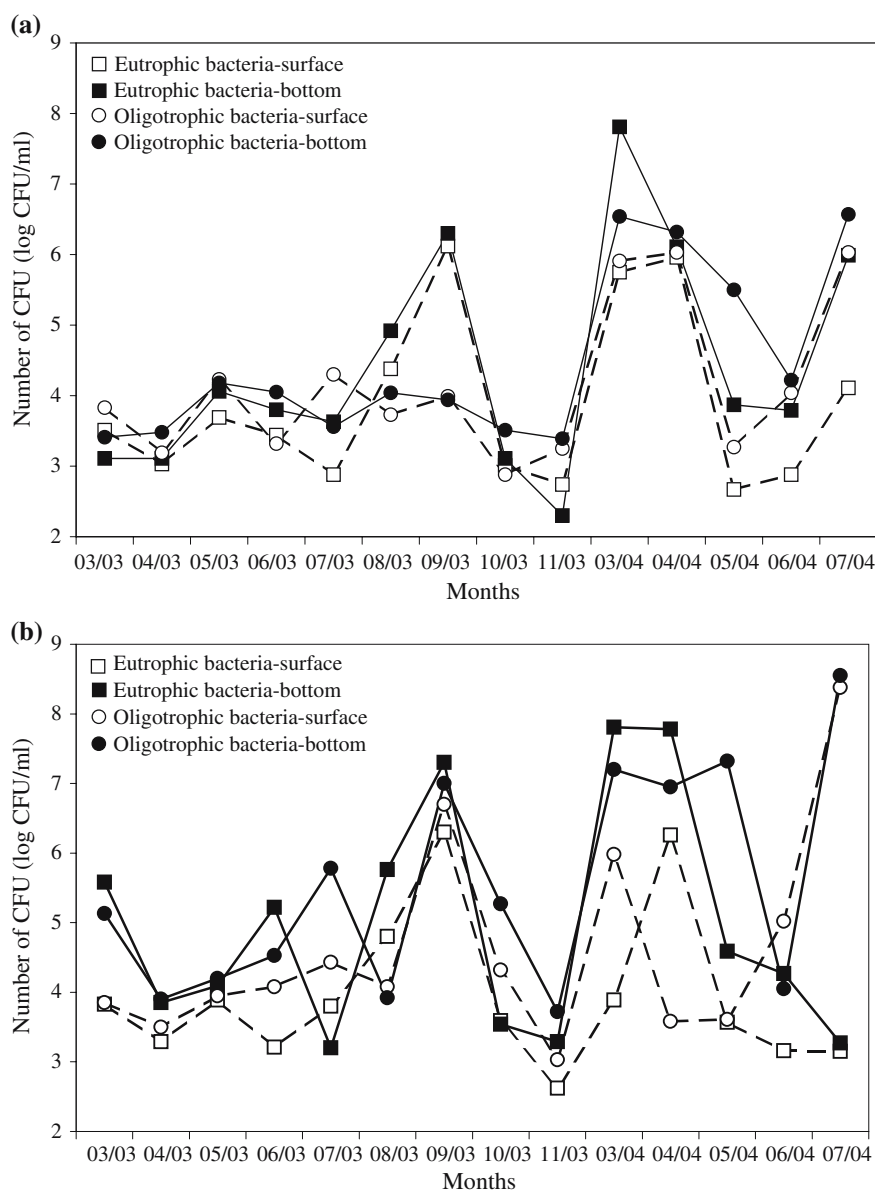 (a)
9
8
7
6
5
4
3
2
Number of CFU (log CFU/ml)
Eutrophic bacteria-surface
Eutrophic bacteria-bottom
Oligotrophic bacteria-surface
Oligotrophic bacteria-bottom
03/03 04/03 05/03 06/03 07/03 08/03 09/03 10/03 11/03 03/04 04/04 05/04 06/04 07/04
Months
(b)
9
8
7
6
5
4
3
2
Number of CFU (log CFU/ml)
Eutrophic bacteria-surface
Eutrophic bacteria-bottom
Oligotrophic bacteria-surface
Oligotrophic bacteria-bottom
03/03 04/03 05/03 06/03 07/03 08/03 09/03 10/03 11/03 03/04 04/04 05/04 06/04 07/04
Months